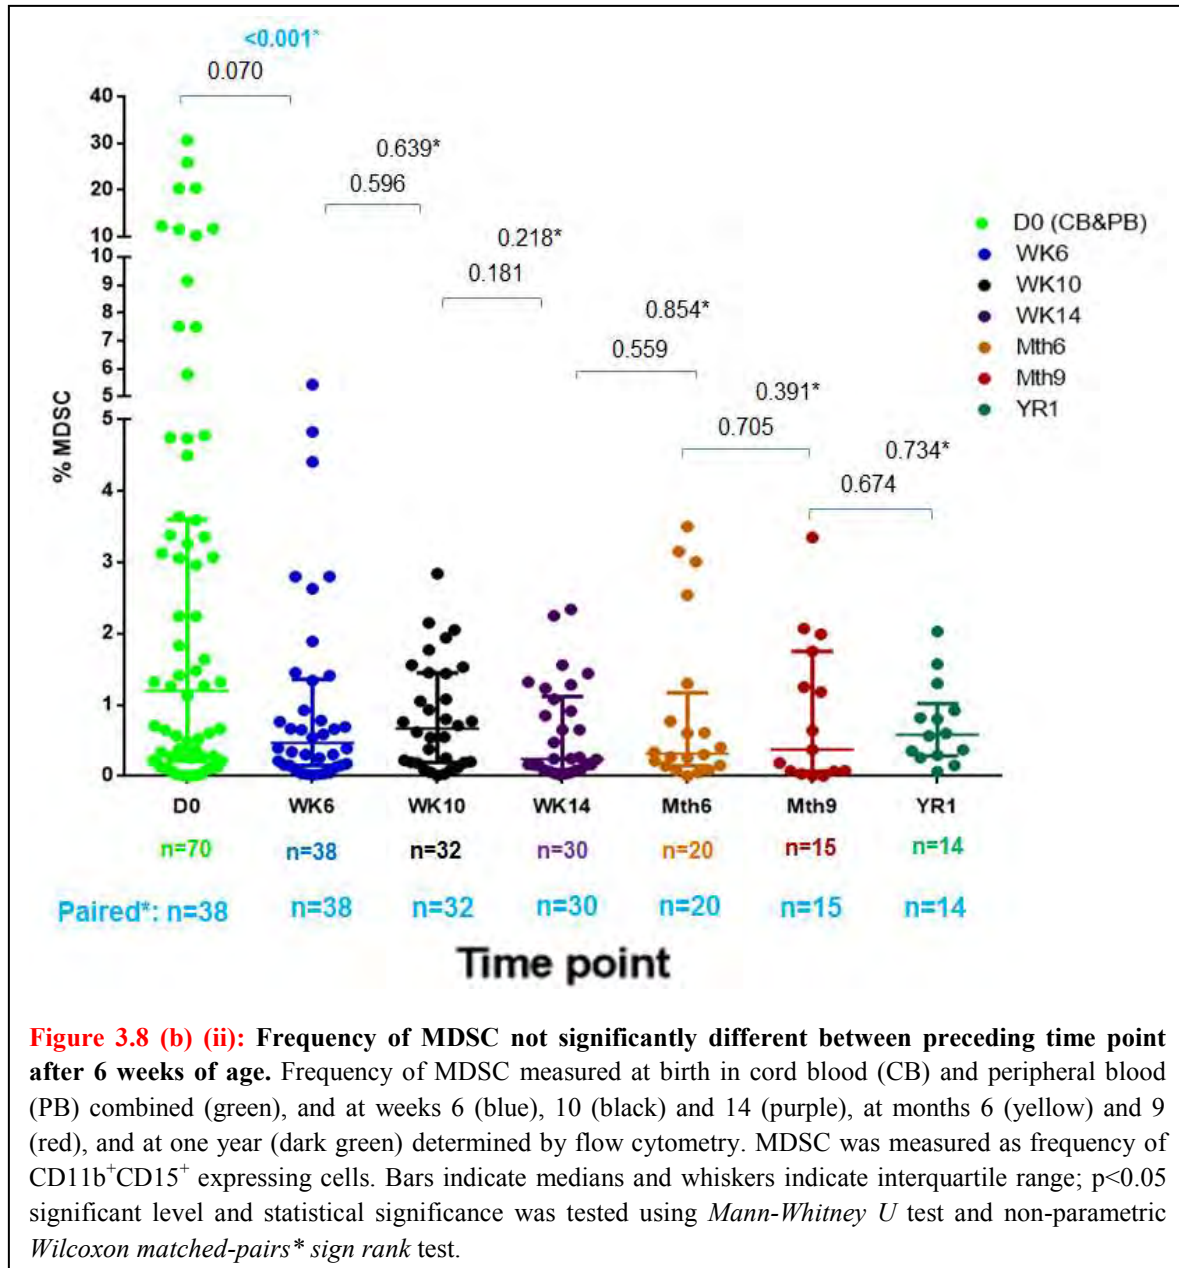 <0.001*
0.070
0.639*
0.596
0.218*
0.181
0.854*
0.559
0.391*
0.705
0.734*
0.674
% MDSC
40
30
20
10
10
9
8
7
6
5
5
4
3
2
1
0
D0 (CB&PB)
WK6
WK10
WK14
Mth6
Mth9
YR1
D0 WK6 WK10 WK14 Mth6 Mth9 YR1
n=70 n=38 n=32 n=30 n=20 n=15 n=14
Paired*: n=38 n=38 n=32 n=30 n=20 n=15 n=14
Time point
Figure 3.8 (b) (ii): Frequency of MDSC not significantly different between preceding time point
after 6 weeks of age. Frequency of MDSC measured at birth in cord blood (CB) and peripheral blood
(PB) combined (green), and at weeks 6 (blue), 10 (black) and 14 (purple), at months 6 (yellow) and 9
(red), and at one year (dark green) determined by flow cytometry. MDSC was measured as frequency of
CD11b⁺CD15⁺ expressing cells. Bars indicate medians and whiskers indicate interquartile range; p<0.05
significant level and statistical significance was tested using Mann-Whitney U test and non-parametric
Wilcoxon matched-pairs* sign rank test.